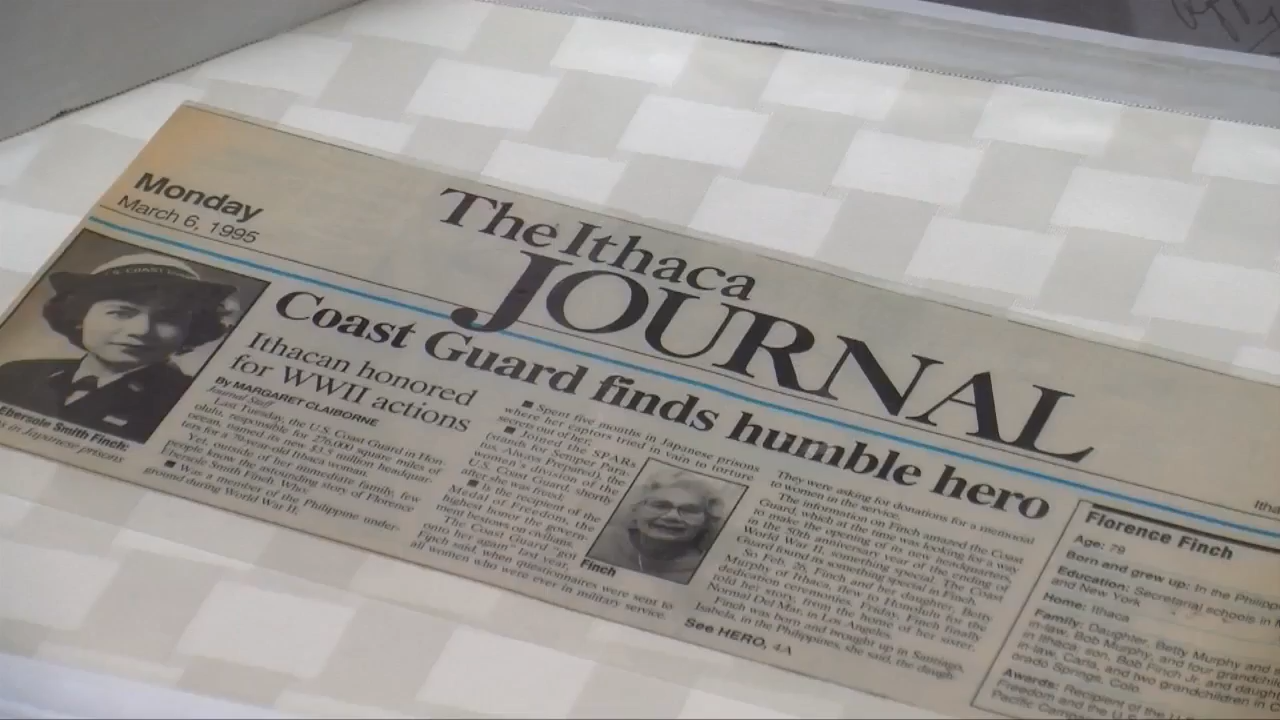 Monday
March 6, 1995
The Ithaca
JOURNAL
U.S. COAST
Ebersole Smith Finch:
in Japanese prisons
Coast Guard finds humble hero
Ithacan honored
for WWII actions
By MARGARET CLAIBORNE
Journal Staff
Last Tuesday, the U.S. Coast Guard in Hon-
olulu, responsible for 276,000 square miles of
ocean, named its new $3.5 million headquar-
ters for a 79-year-old Ithaca woman.
Yet, outside of her immediate family, few
people know the astounding story of Florence
Ebersole Smith Finch. Who:
■ Was a member of the Philippine under-
ground during World War II.
■ Spent five months in Japanese prisons
where her captors tried in vain to torture
secrets out of her.
■ Joined the SPARs
(stands for Semper Para-
tus, Always Prepared), the
women's division of the
U.S. Coast Guard, shortly
after she was freed.
■ Is the recipient of the
Medal of Freedom, the
highest honor the govern-
ment bestows on civilians.
The Coast Guard "got
onto her again" last year,
Finch said, when questionnaires were sent to
all women who were ever in military service.
Finch
They were asking for donations for a memorial
to women in the service.
The information on Finch amazed the Coast
Guard, which at the time was looking for a way
to make the opening of its new headquarters,
in the 50th anniversary year of the ending of
World War II, something special. The Coast
Guard found its something special in Finch.
So Feb. 28, Finch and her daughter, Betty
Murphy of Ithaca, flew to Honolulu for the
dedication ceremonies. Friday, Finch finally
told her story, from the home of her sister,
Normal Del Mar, in Los Angeles.
Finch was born and brought up in Santiago,
Isabela, in the Philippines, she said, the daugh-
See HERO, 4A
Itha
Florence Finch
Age: 79
Born and grew up: In the Philipp
Education: Secretarial schools in
and New York
Home: Ithaca
Family: Daughter, Betty Murphy and
in-law, Bob Murphy, and four grandchil
in Ithaca; son, Bob Finch Jr. and daugh
in-law, Carla, and two grandchildren in C
orado Springs, Colo.
Awards: Recipient of the U
Freedom and the U.S.
Pacific Campa